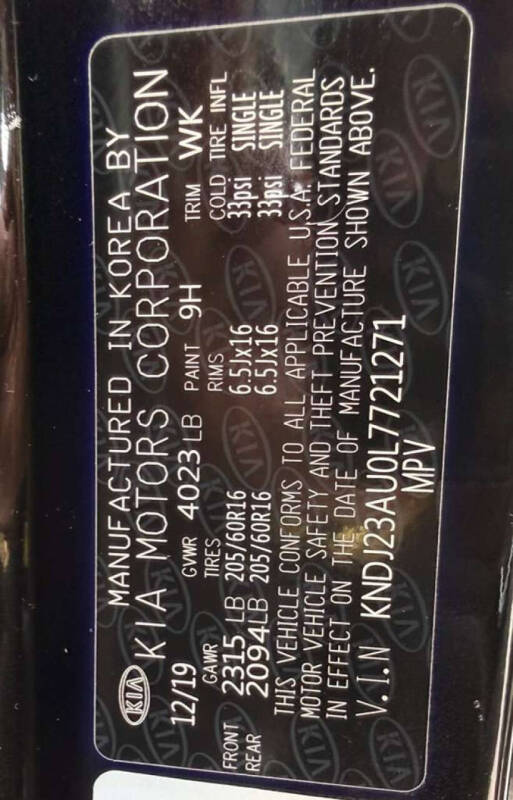 KIA
MANUFACTURED IN KOREA BY
KIA MOTORS CORPORATION
12/19 GVWR 4023 LB PAINT 9H TRIM WK
GAWR TIRES RIMS COLD TIRE INFL
FRONT 2315 LB 205/60R16 6.5Jx16 33psi SINGLE
REAR 2094LB 205/60R16 6.5Jx16 33psi SINGLE
THIS VEHICLE CONFORMS TO ALL APPLICABLE U.S.A. FEDERAL
MOTOR VEHICLE SAFETY AND THEFT PREVENTION STANDARDS
IN EFFECT ON THE DATE OF MANUFACTURE SHOWN ABOVE.
V.I.N KNDJ23AU0L7721271
MPV